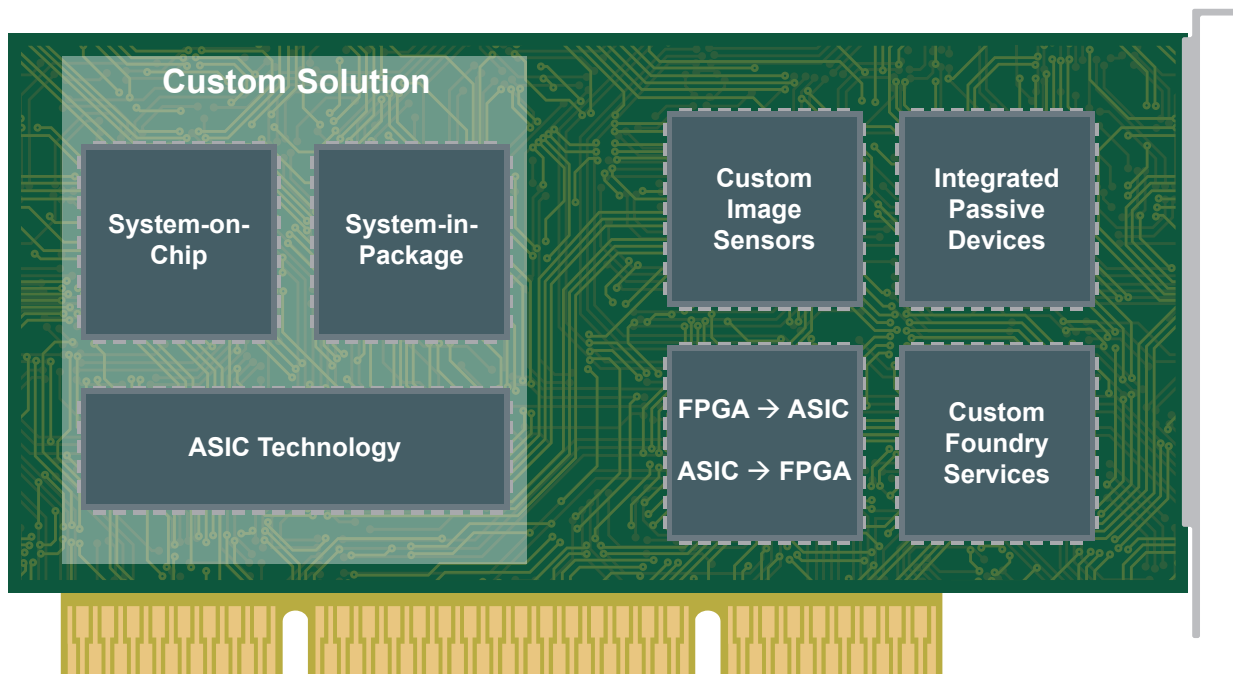 Custom Solution
System-on-
Chip
System-in-
Package
ASIC Technology
Custom
Image
Sensors
Integrated
Passive
Devices
FPGA → ASIC
ASIC → FPGA
Custom
Foundry
Services